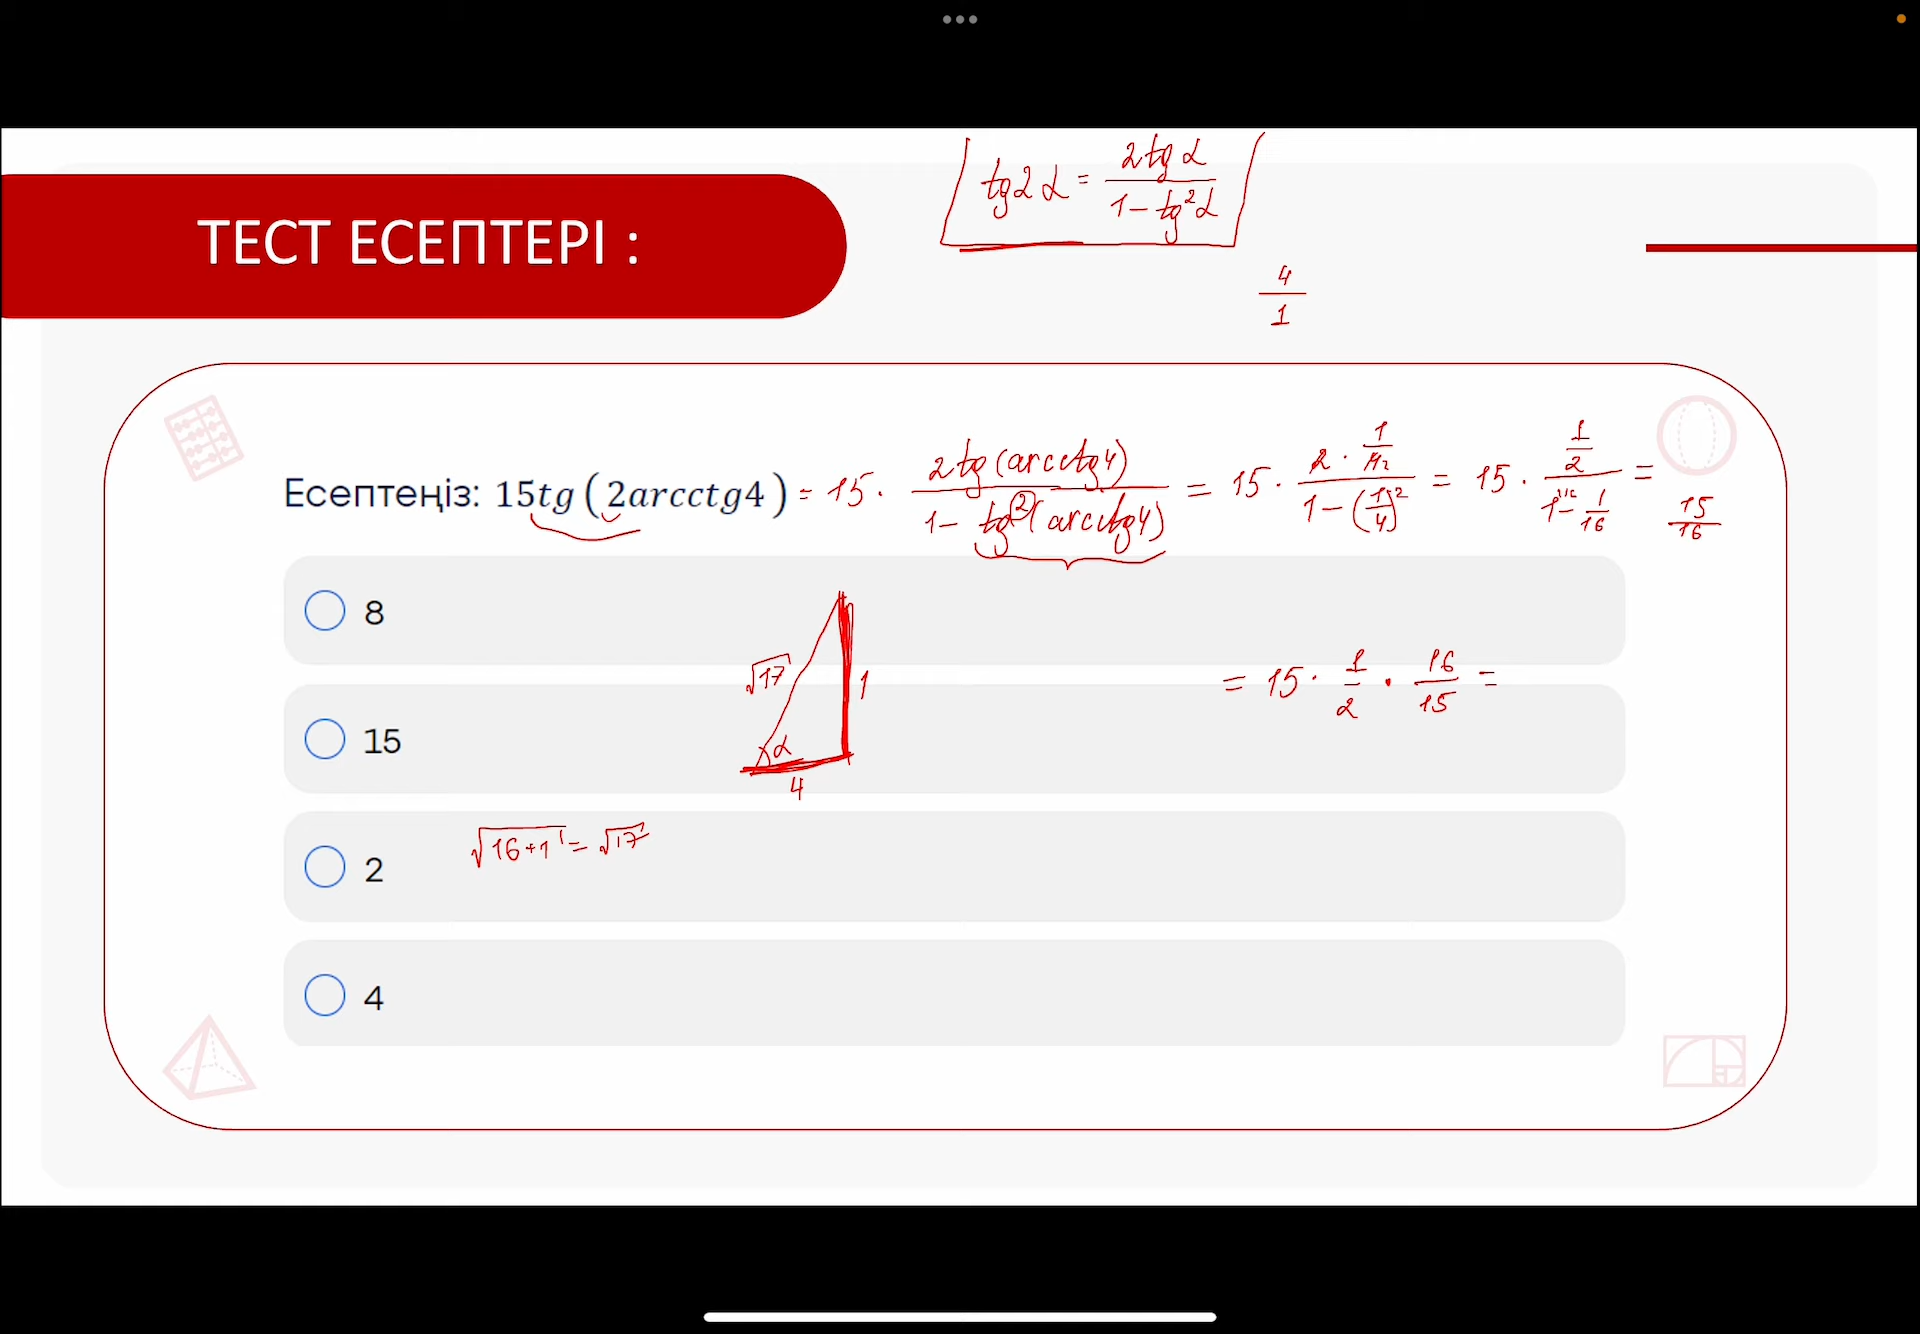 tg2α = 2tgα / 1 - tg²α
ТЕСТ ЕСЕПТЕРІ :
4/1
Есептеңіз: 15tg(2arcctg4) = 15 · 2tg(arcctg4) / 1 - tg²(arcctg4) = 15 · 2 · 1/4 2 / 1 - (1/4)² = 15 · 1/2 / 1 - 1/16 =
15/16
8
√17
1
= 15 · 1/2 · 16/15 =
15
α
4
√16+1 = √17
2
4